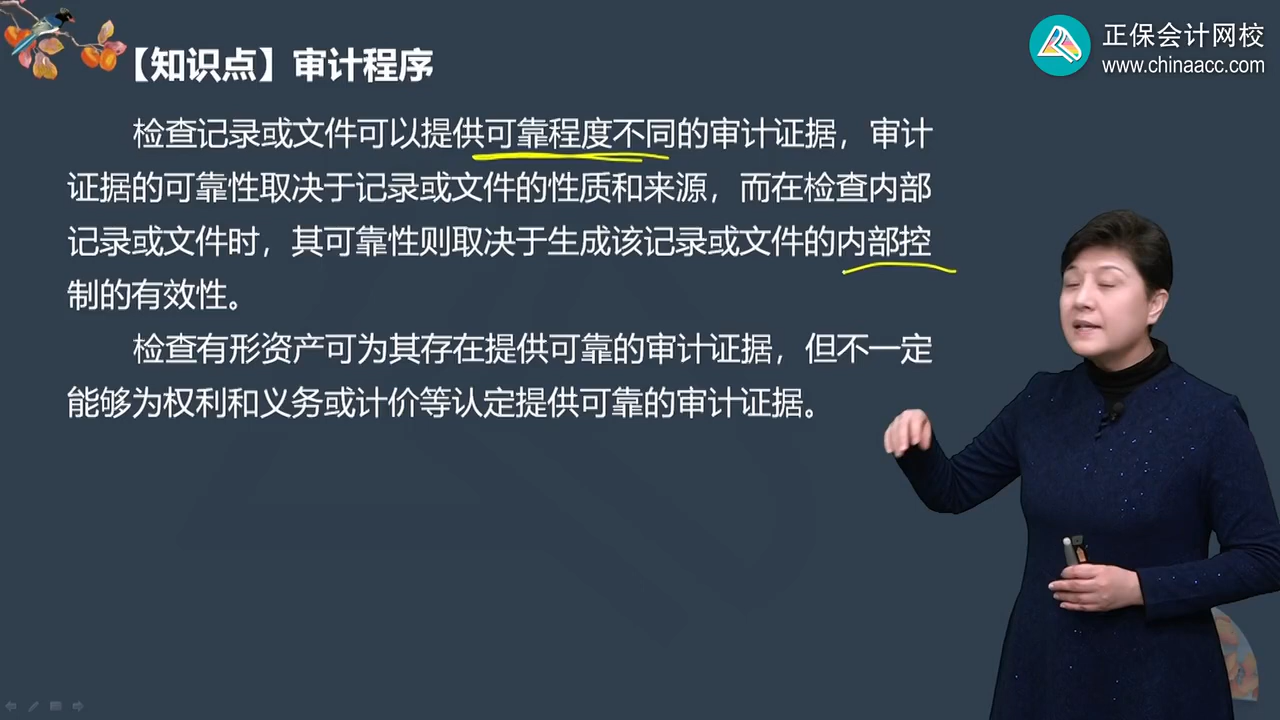 【知识点】审计程序
正保会计网校
www.chinaacc.com
检查记录或文件可以提供可靠程度不同的审计证据，审计
证据的可靠性取决于记录或文件的性质和来源，而在检查内部
记录或文件时，其可靠性则取决于生成该记录或文件的内部控
制的有效性。
检查有形资产可为其存在提供可靠的审计证据，但不一定
能够为权利和义务或计价等认定提供可靠的审计证据。